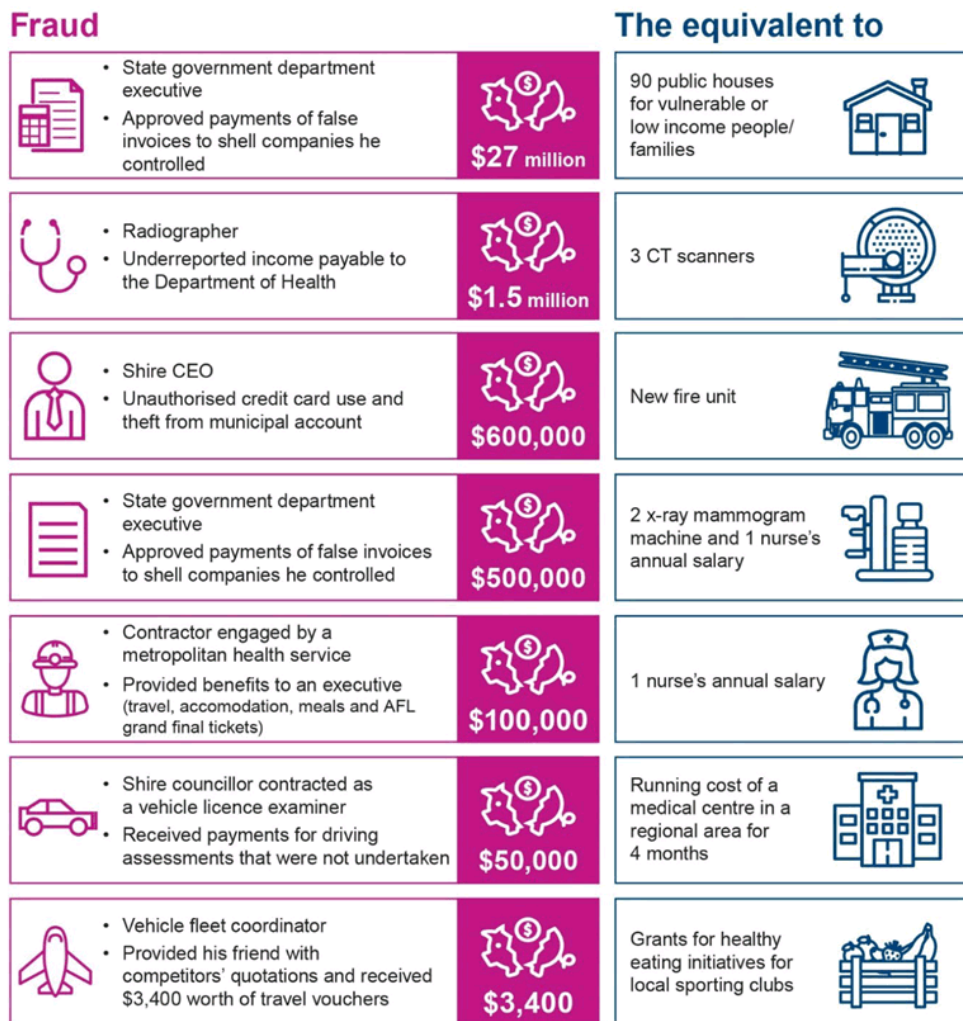 Fraud
The equivalent to
• State government department
executive
• Approved payments of false
invoices to shell companies he
controlled
$
$27 million
90 public houses
for vulnerable or
low income people/
families
• Radiographer
• Underreported income payable to
the Department of Health
$
$1.5 million
3 CT scanners
• Shire CEO
• Unauthorised credit card use and
theft from municipal account
$
$600,000
New fire unit
• State government department
executive
• Approved payments of false invoices
to shell companies he controlled
$
$500,000
2 x-ray mammogram
machine and 1 nurse's
annual salary
• Contractor engaged by a
metropolitan health service
• Provided benefits to an executive
(travel, accomodation, meals and AFL
grand final tickets)
$
$100,000
1 nurse's annual salary
• Shire councillor contracted as
a vehicle licence examiner
• Received payments for driving
assessments that were not undertaken
$
$50,000
Running cost of a
medical centre in a
regional area for
4 months
• Vehicle fleet coordinator
• Provided his friend with
competitors' quotations and received
$3,400 worth of travel vouchers
$
$3,400
Grants for healthy
eating initiatives for
local sporting clubs